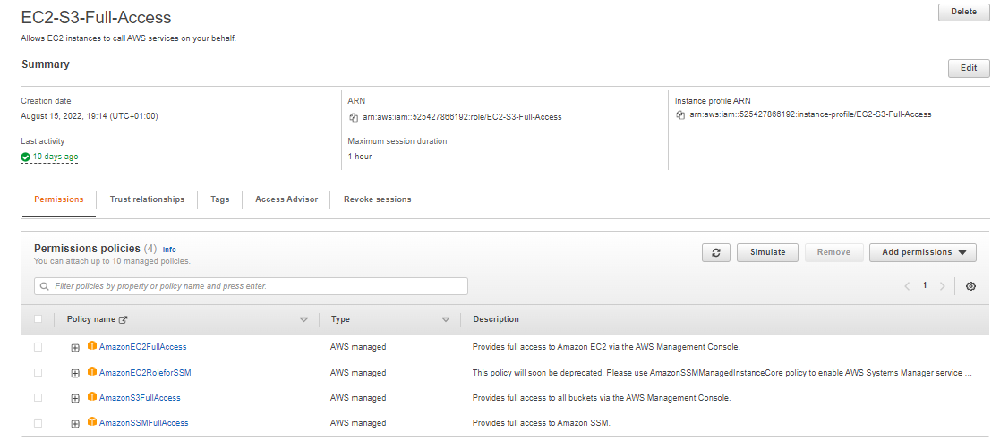 EC2-S3-Full-Access
Delete
Allows EC2 instances to call AWS services on your behalf.
Summary
Edit
Creation date
August 15, 2022, 19:14 (UTC+01:00)
Last activity
10 days ago
ARN
arn:aws:iam::525427866192:role/EC2-S3-Full-Access
Maximum session duration
1 hour
Instance profile ARN
arn:aws:iam::525427866192:instance-profile/EC2-S3-Full-Access
Permissions Trust relationships Tags Access Advisor Revoke sessions
Permissions policies (4) Info
You can attach up to 10 managed policies.
Simulate Remove Add permissions
Filter policies by property or policy name and press enter.
1
Policy name Type Description
AmazonEC2FullAccess AWS managed Provides full access to Amazon EC2 via the AWS Management Console.
AmazonEC2RoleforSSM AWS managed This policy will soon be deprecated. Please use AmazonSSMManagedInstanceCore policy to enable AWS Systems Manager service ...
AmazonS3FullAccess AWS managed Provides full access to all buckets via the AWS Management Console.
AmazonSSMFullAccess AWS managed Provides full access to Amazon SSM.